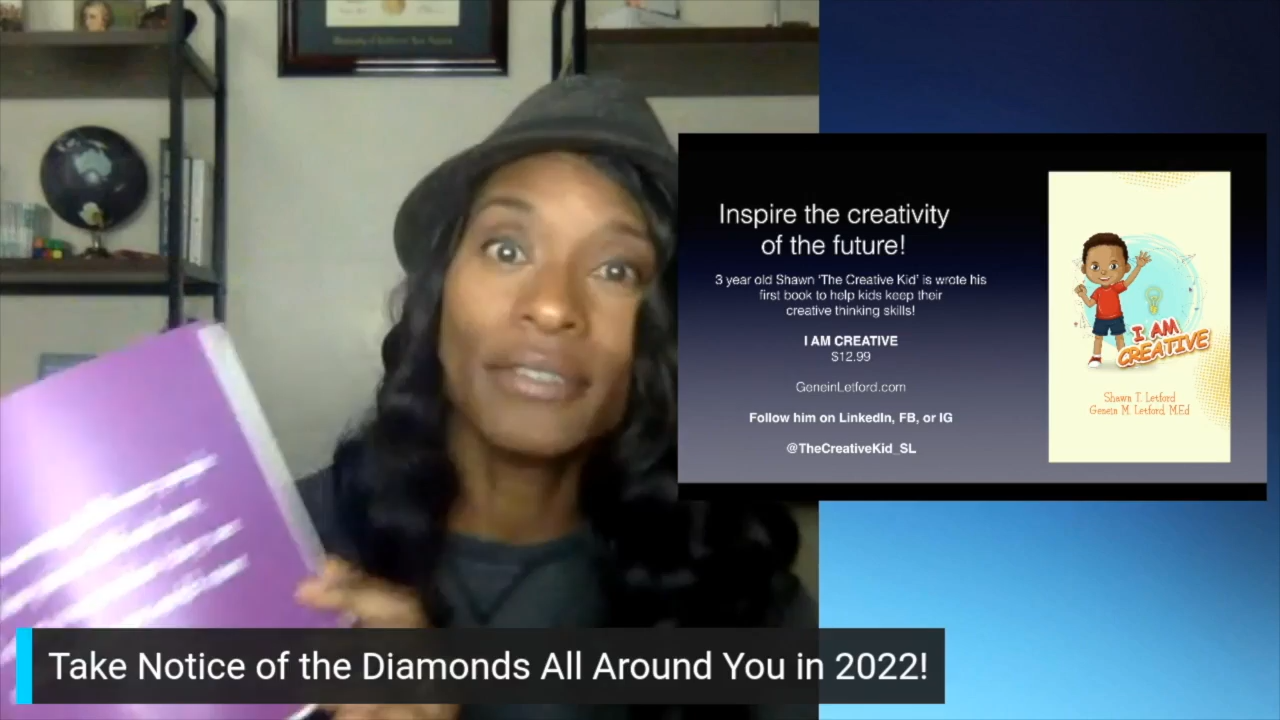 Inspire the creativity
of the future!
3 year old Shawn 'The Creative Kid' is wrote his
first book to help kids keep their
creative thinking skills!
I AM CREATIVE
$12.99
GeneinLetford.com
Follow him on LinkedIn, FB, or IG
@TheCreativeKid_SL
I AM
CREATIVE
Shawn T. Letford
Genein M. Letford, M.Ed
Take Notice of the Diamonds All Around You in 2022!